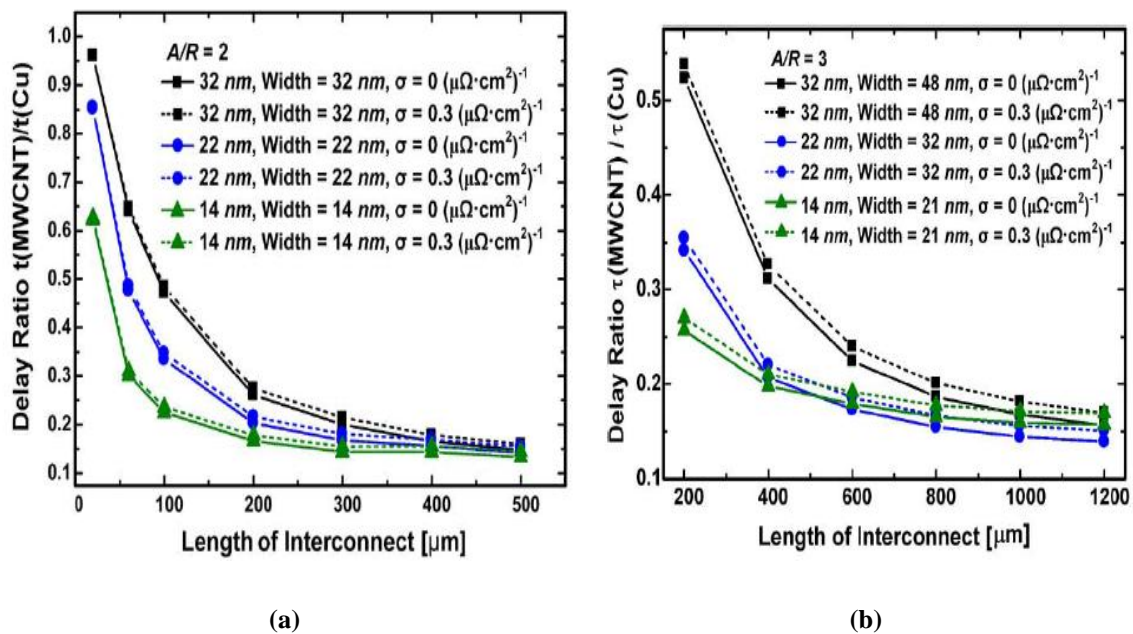 A/R = 2
32 nm, Width = 32 nm, σ = 0 (μΩ·cm²)⁻¹
32 nm, Width = 32 nm, σ = 0.3 (μΩ·cm²)⁻¹
22 nm, Width = 22 nm, σ = 0 (μΩ·cm²)⁻¹
22 nm, Width = 22 nm, σ = 0.3 (μΩ·cm²)⁻¹
14 nm, Width = 14 nm, σ = 0 (μΩ·cm²)⁻¹
14 nm, Width = 14 nm, σ = 0.3 (μΩ·cm²)⁻¹
Delay Ratio t(MWCNT)/t(Cu)
1.0
0.9
0.8
0.7
0.6
0.5
0.4
0.3
0.2
0.1
0 100 200 300 400 500
Length of Interconnect [μm]
(a)
A/R = 3
32 nm, Width = 48 nm, σ = 0 (μΩ·cm²)⁻¹
32 nm, Width = 48 nm, σ = 0.3 (μΩ·cm²)⁻¹
22 nm, Width = 32 nm, σ = 0 (μΩ·cm²)⁻¹
22 nm, Width = 32 nm, σ = 0.3 (μΩ·cm²)⁻¹
14 nm, Width = 21 nm, σ = 0 (μΩ·cm²)⁻¹
14 nm, Width = 21 nm, σ = 0.3 (μΩ·cm²)⁻¹
Delay Ratio τ(MWCNT) / τ(Cu)
0.5
0.4
0.3
0.2
0.1
200 400 600 800 1000 1200
Length of Interconnect [μm]
(b)